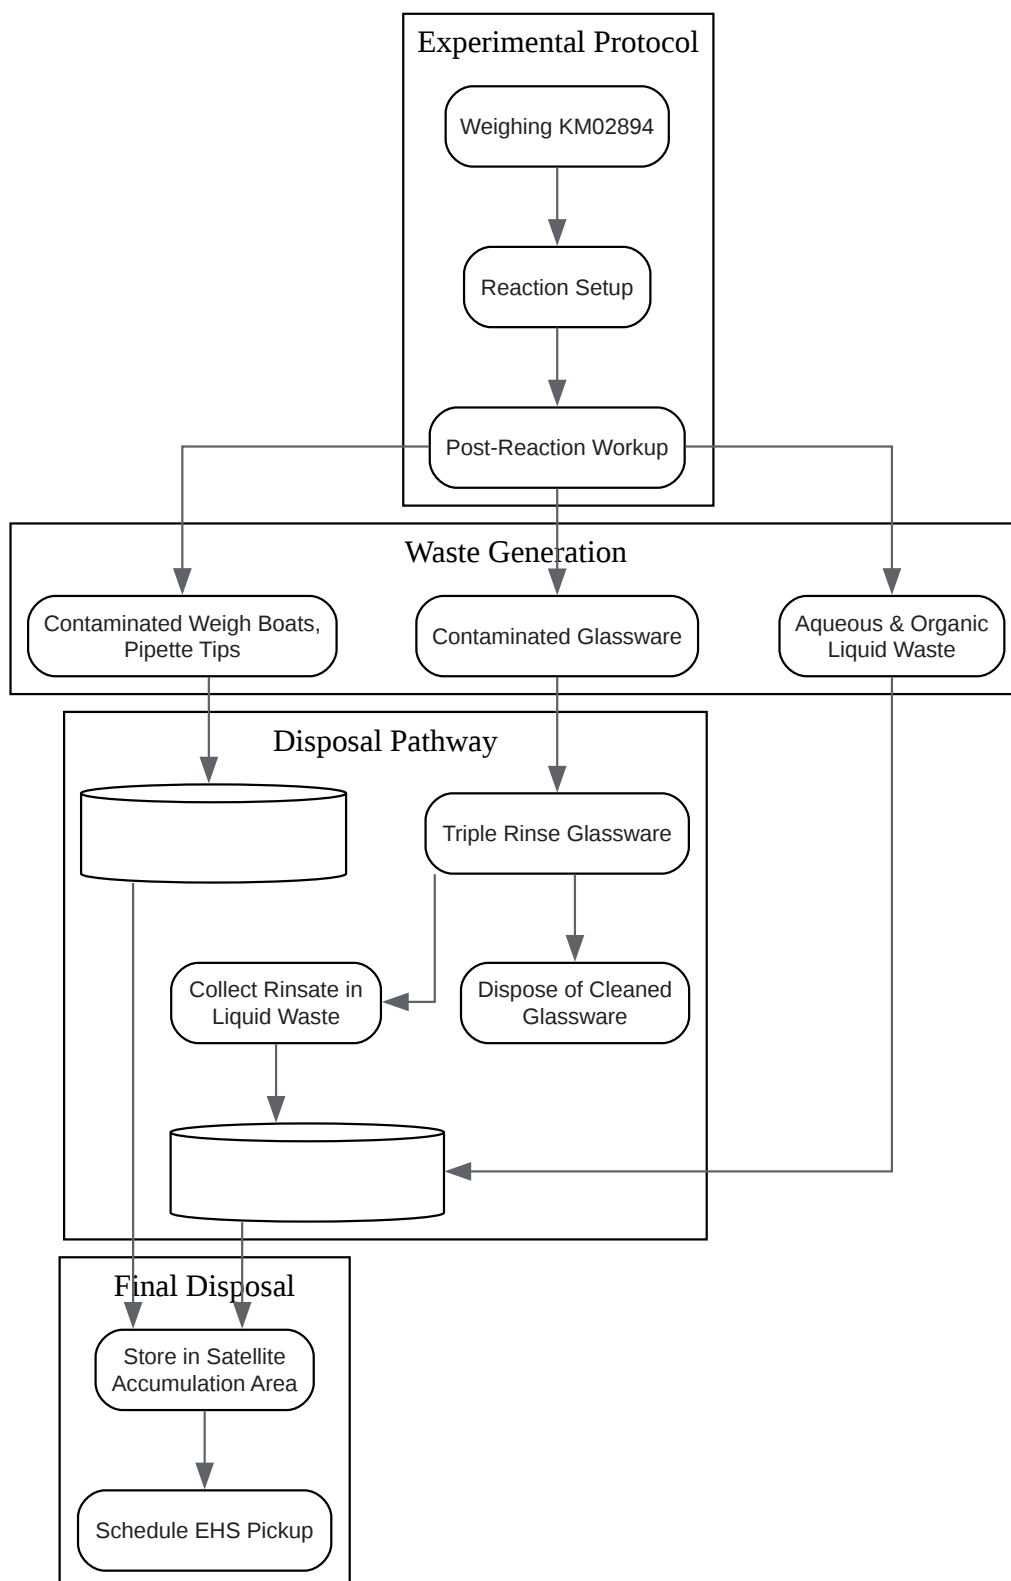 Experimental Protocol
Weighing KM02894
Reaction Setup
Post-Reaction Workup
Waste Generation
Contaminated Weigh Boats,
Pipette Tips
Contaminated Glassware
Aqueous & Organic
Liquid Waste
Disposal Pathway
Triple Rinse Glassware
Collect Rinsate in
Liquid Waste
Dispose of Cleaned
Glassware
Final Disposal
Store in Satellite
Accumulation Area
Schedule EHS Pickup